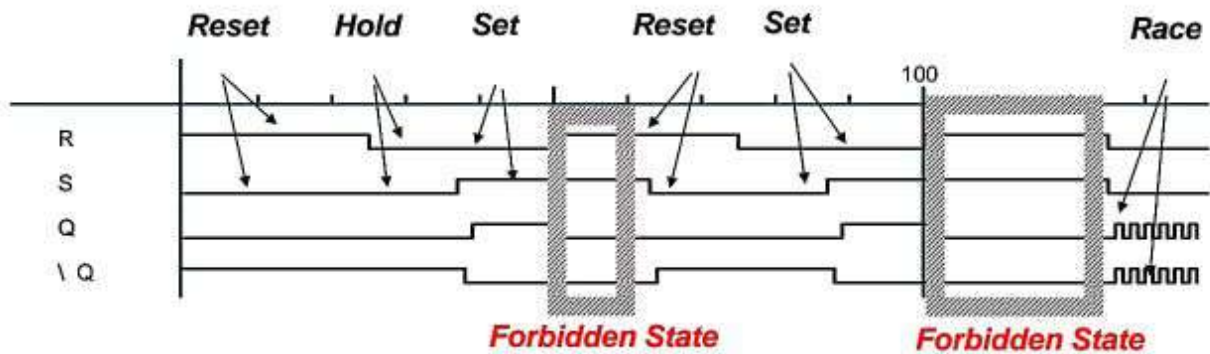 Reset Hold Set Reset Set Race
100
R
S
Q
\ Q
Forbidden State Forbidden State